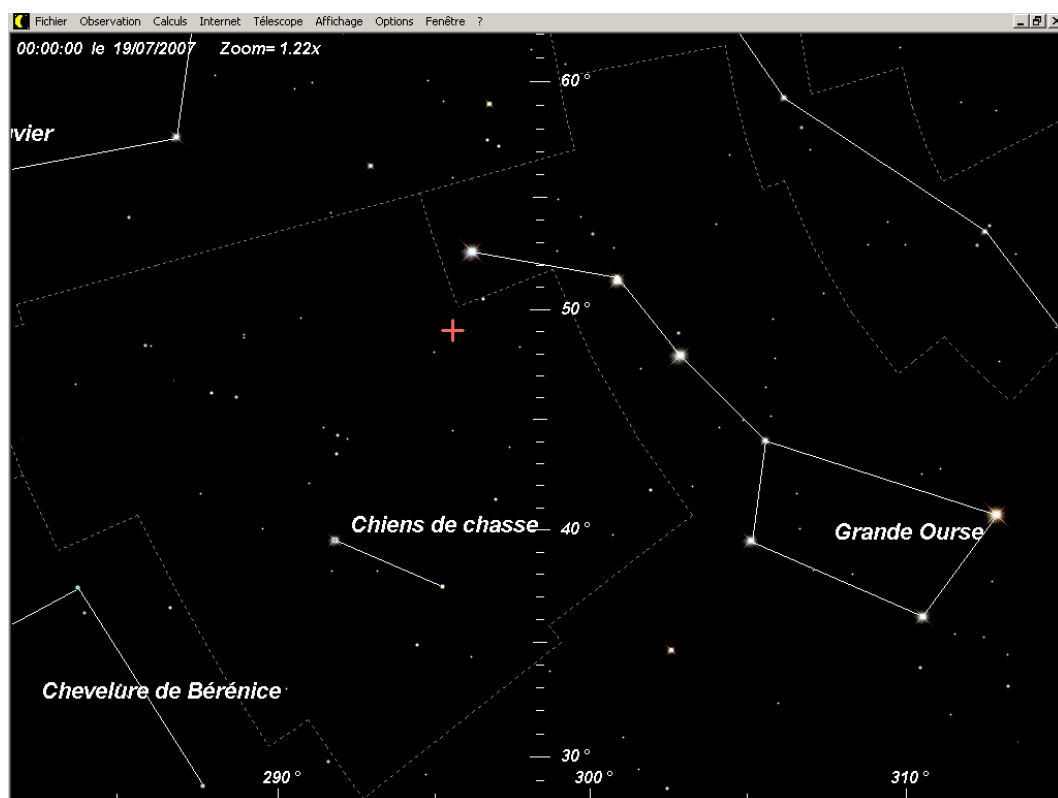 Fichier Observation Calculs Internet Télescope Affichage Options Fenêtre ?
00:00:00 le 19/07/2007 Zoom= 1.22x
60°
vier
50°
Chiens de chasse
40°
Grande Ourse
Chevelure de Bérénice
30°
290° 300° 310°